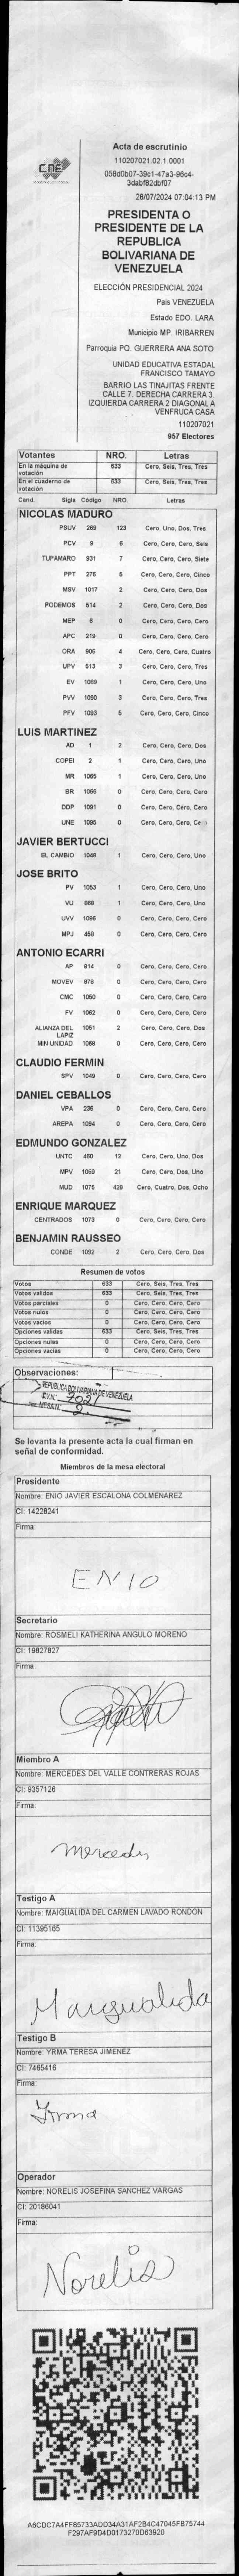 CNE
Acta de escrutinio
110207021.02.1.0001
058d0b07-39c1-47a3-96c4-
3dabf82dbf07
28/07/2024 07:04:13 PM
PRESIDENTA O
PRESIDENTE DE LA
REPUBLICA
BOLIVARIANA DE
VENEZUELA
ELECCIÓN PRESIDENCIAL 2024
País VENEZUELA
Estado EDO. LARA
Municipio MP. IRIBARREN
Parroquia PQ. GUERRERA ANA SOTO
UNIDAD EDUCATIVA ESTADAL
FRANCISCO TAMAYO
BARRIO LAS TINAJITAS FRENTE
CALLE 7. DERECHA CARRERA 3.
IZQUIERDA CARRERA 2 DIAGONAL A
VENFRUCA CASA
110207021
957 Electores
Votantes NRO. Letras
En la máquina de votación 633 Cero, Seis, Tres, Tres
En el cuaderno de votación 633 Cero, Seis, Tres, Tres
Cand. Sigla Código NRO. Letras
NICOLAS MADURO
PSUV 269 123 Cero, Uno, Dos, Tres
PCV 9 6 Cero, Cero, Cero, Seis
TUPAMARO 931 7 Cero, Cero, Cero, Siete
PPT 276 5 Cero, Cero, Cero, Cinco
MSV 1017 2 Cero, Cero, Cero, Dos
PODEMOS 514 2 Cero, Cero, Cero, Dos
MEP 6 0 Cero, Cero, Cero, Cero
APC 219 0 Cero, Cero, Cero, Cero
ORA 906 4 Cero, Cero, Cero, Cuatro
UPV 513 3 Cero, Cero, Cero, Tres
EV 1089 1 Cero, Cero, Cero, Uno
PVV 1090 3 Cero, Cero, Cero, Tres
PFV 1093 5 Cero, Cero, Cero, Cinco
LUIS MARTINEZ
AD 1 2 Cero, Cero, Cero, Dos
COPEI 2 1 Cero, Cero, Cero, Uno
MR 1065 1 Cero, Cero, Cero, Uno
BR 1066 0 Cero, Cero, Cero, Cero
DDP 1091 0 Cero, Cero, Cero, Cero
UNE 1095 0 Cero, Cero, Cero, Cero
JAVIER BERTUCCI
EL CAMBIO 1048 1 Cero, Cero, Cero, Uno
JOSE BRITO
PV 1053 1 Cero, Cero, Cero, Uno
VU 868 1 Cero, Cero, Cero, Uno
UVV 1096 0 Cero, Cero, Cero, Cero
MPJ 458 0 Cero, Cero, Cero, Cero
ANTONIO ECARRI
AP 814 0 Cero, Cero, Cero, Cero
MOVEV 878 0 Cero, Cero, Cero, Cero
CMC 1050 0 Cero, Cero, Cero, Cero
FV 1062 0 Cero, Cero, Cero, Cero
ALIANZA DEL LAPIZ 1051 2 Cero, Cero, Cero, Dos
MIN UNIDAD 1068 0 Cero, Cero, Cero, Cero
CLAUDIO FERMIN
SPV 1049 0 Cero, Cero, Cero, Cero
DANIEL CEBALLOS
VPA 236 0 Cero, Cero, Cero, Cero
AREPA 1094 0 Cero, Cero, Cero, Cero
EDMUNDO GONZALEZ
UNTC 460 12 Cero, Cero, Uno, Dos
MPV 1069 21 Cero, Cero, Dos, Uno
MUD 1075 428 Cero, Cuatro, Dos, Ocho
ENRIQUE MARQUEZ
CENTRADOS 1073 0 Cero, Cero, Cero, Cero
BENJAMIN RAUSSEO
CONDE 1092 2 Cero, Cero, Cero, Dos
Resumen de votos
Votos 633 Cero, Seis, Tres, Tres
Votos validos 633 Cero, Seis, Tres, Tres
Votos parciales 0 Cero, Cero, Cero, Cero
Votos nulos 0 Cero, Cero, Cero, Cero
Votos vacios 0 Cero, Cero, Cero, Cero
Opciones validas 633 Cero, Seis, Tres, Tres
Opciones nulas 0 Cero, Cero, Cero, Cero
Opciones vacias 0 Cero, Cero, Cero, Cero
Observaciones:
REPUBLICA BOLIVARIANA DE VENEZUELA
MESA Nº 2
Se levanta la presente acta la cual firman en
señal de conformidad.
Miembros de la mesa electoral
Presidente
Nombre: ENIO JAVIER ESCALONA COLMENAREZ
CI: 14228241
Firma:
ENIO
Secretario
Nombre: ROSMELI KATHERINA ANGULO MORENO
CI: 19827827
Firma:
Miembro A
Nombre: MERCEDES DEL VALLE CONTRERAS ROJAS
CI: 9357126
Firma:
Mercedes
Testigo A
Nombre: MAIGUALIDA DEL CARMEN LAVADO RONDON
CI: 11395165
Firma:
Maigualida
Testigo B
Nombre: YRMA TERESA JIMENEZ
CI: 7465416
Firma:
Irma
Operador
Nombre: NORELIS JOSEFINA SANCHEZ VARGAS
CI: 20186041
Firma:
Norelis
A6CDC7A4FF85733ADD34A31AF2B4C47045FB75744
F297AF9D4D0173270D63920